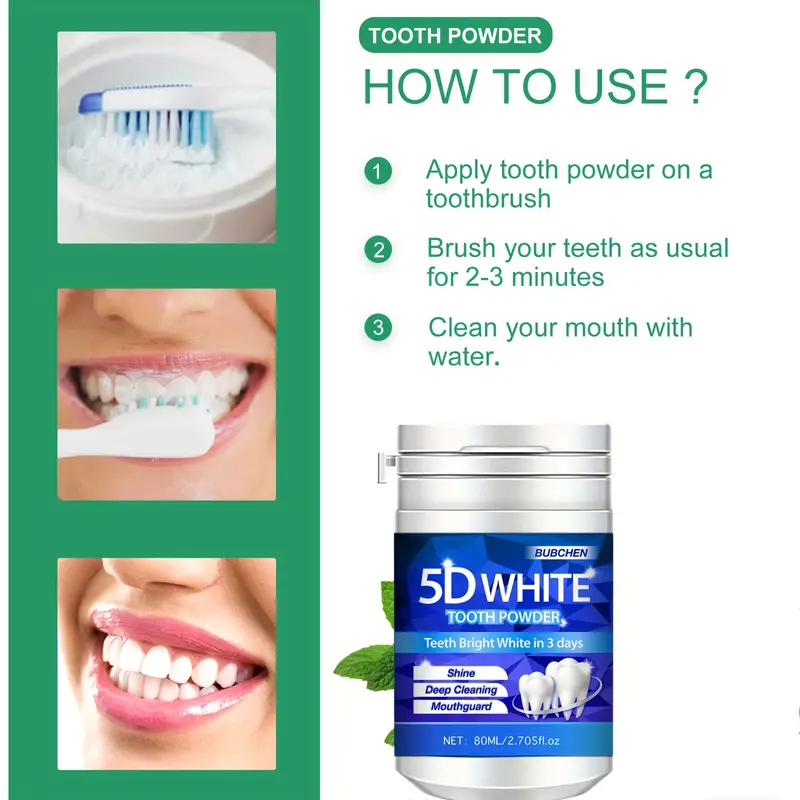 TOOTH POWDER
HOW TO USE ?
1 Apply tooth powder on a
toothbrush
2 Brush your teeth as usual
for 2-3 minutes
3 Clean your mouth with
water.
BUBCHEN
5D WHITE
TOOTH POWDER
Teeth Bright White in 3 days
Shine
Deep Cleaning
Mouthguard
NET: 80ML/2.705fl.oz